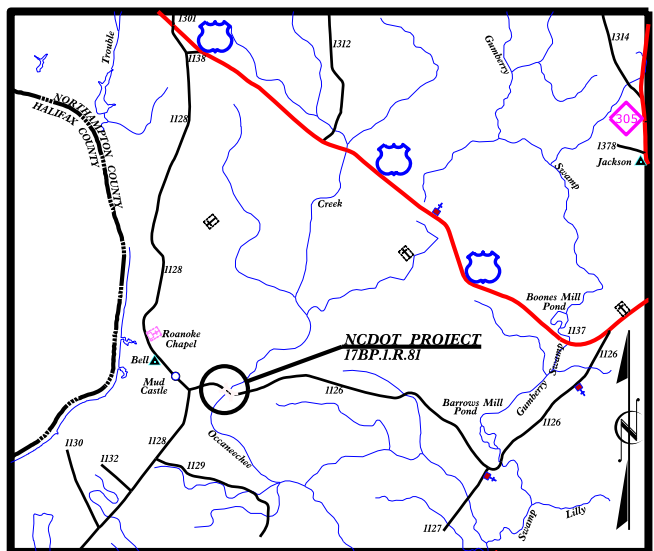 1301
1138
1312
Gumberry
1314
Trouble
305
1128
NORTHAMPTON COUNTY
HALIFAX COUNTY
1378
Jackson
Swamp
Creek
1128
Boones Mill
Pond
1137
Roanoke
Chapel
NCDOT PROJECT
17BP.1.R.81
Bell
1126
Mud
Castle
Gumberry Swamp
1126
Barrows Mill
Pond
1126
N
Occaneechee
1128
1130
1132
1129
1127
Swamp
Lilly